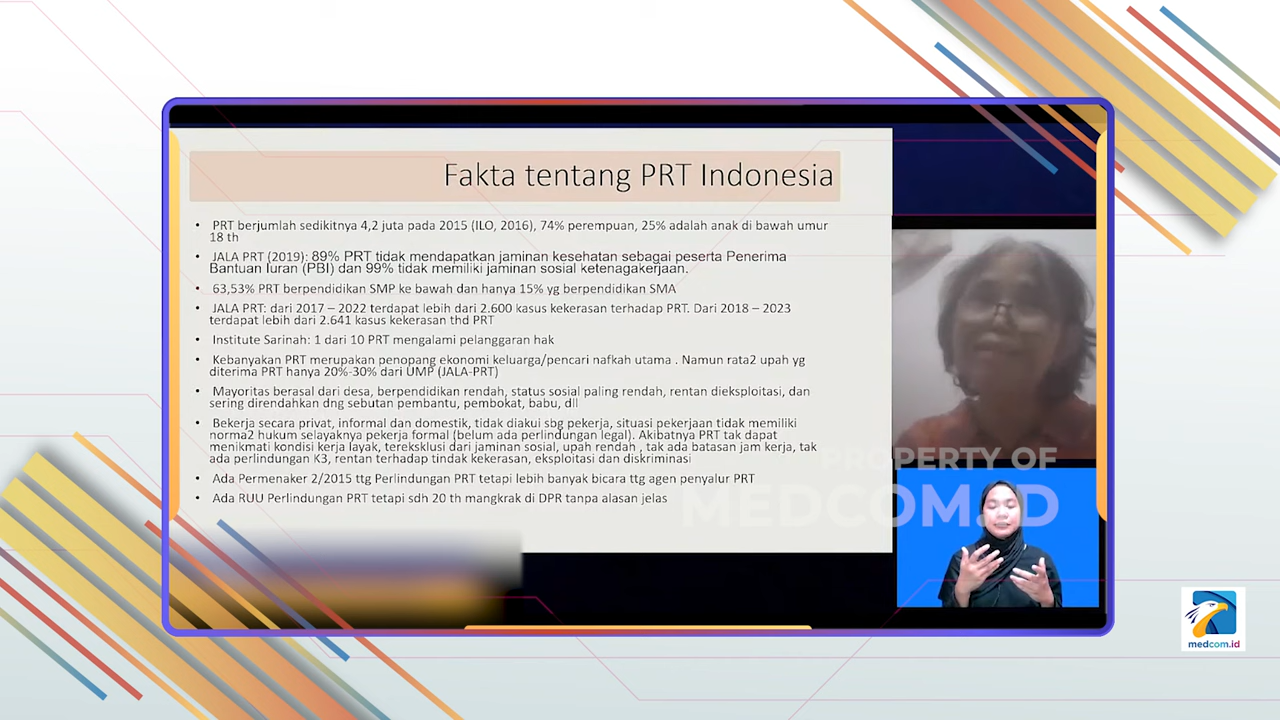 Fakta tentang PRT Indonesia
• PRT berjumlah sedikitnya 4,2 juta pada 2015 (ILO, 2016), 74% perempuan, 25% adalah anak di bawah umur
18 th
• JALA PRT (2019): 89% PRT tidak mendapatkan jaminan kesehatan sebagai peserta Penerima
Bantuan Iuran (PBI) dan 99% tidak memiliki jaminan sosial ketenagakerjaan.
• 63,53% PRT berpendidikan SMP ke bawah dan hanya 15% yg berpendidikan SMA
• JALA PRT: dari 2017 – 2022 terdapat lebih dari 2.600 kasus kekerasan terhadap PRT. Dari 2018 – 2023
terdapat lebih dari 2.641 kasus kekerasan thd PRT
• Institute Sarinah: 1 dari 10 PRT mengalami pelanggaran hak
• Kebanyakan PRT merupakan penopang ekonomi keluarga/pencari nafkah utama . Namun rata2 upah yg
diterima PRT hanya 20%-30% dari UMP (JALA-PRT)
• Mayoritas berasal dari desa, berpendidikan rendah, status sosial paling rendah, rentan dieksploitasi, dan
sering direndahkan dng sebutan pembantu, pembokat, babu, dll
• Bekerja secara privat, informal dan domestik, tidak diakui sbg pekerja, situasi pekerjaan tidak memiliki
norma2 hukum selayaknya pekerja formal (belum ada perlindungan legal). Akibatnya PRT tak dapat
menikmati kondisi kerja layak, tereksklusi dari jaminan sosial, upah rendah , tak ada batasan jam kerja, tak
ada perlindungan K3, rentan terhadap tindak kekerasan, eksploitasi dan diskriminasi
• Ada Permenaker 2/2015 ttg Perlindungan PRT tetapi lebih banyak bicara ttg agen penyalur PRT
• Ada RUU Perlindungan PRT tetapi sdh 20 th mangkrak di DPR tanpa alasan jelas
PROPERTY OF
MEDCOM.ID
medcom.id